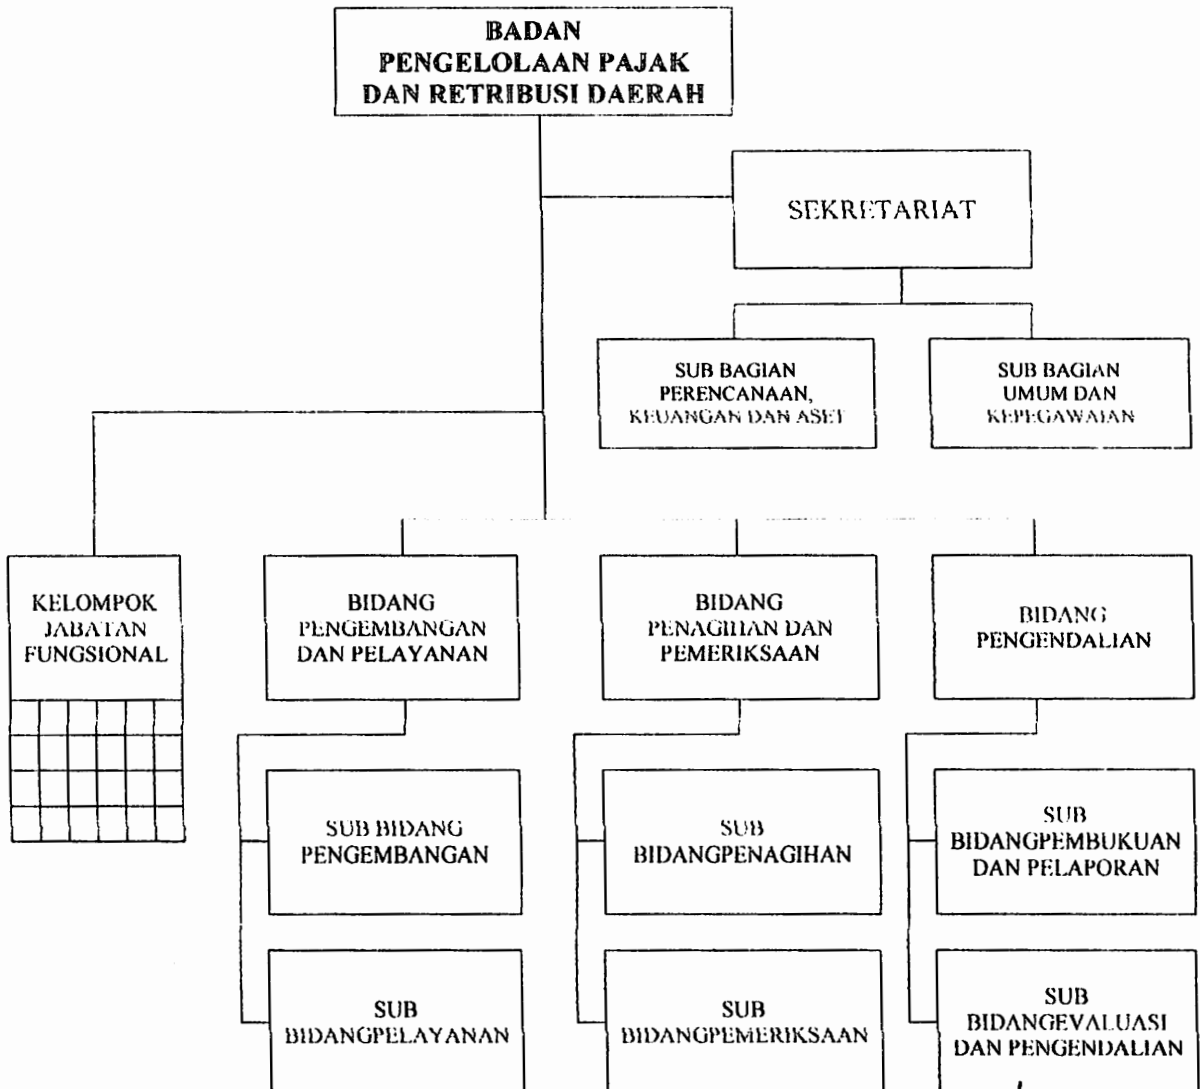 BADAN
PENGELOLAAN PAJAK
DAN RETRIBUSI DAERAH
SEKRETARIAT
SUB BAGIAN
PERENCANAAN,
KEUANGAN DAN ASET
SUB BAGIAN
UMUM DAN
KEPEGAWAIAN
KELOMPOK
JABATAN
FUNGSIONAL
BIDANG
PENGEMBANGAN
DAN PELAYANAN
BIDANG
PENAGIHAN DAN
PEMERIKSAAN
BIDANG
PENGENDALIAN
SUB BIDANG
PENGEMBANGAN
SUB
BIDANGPENAGIHAN
SUB
BIDANGPEMBUKUAN
DAN PELAPORAN
SUB
BIDANGPELAYANAN
SUB
BIDANGPEMERIKSAAN
SUB
BIDANGEVALUASI
DAN PENGENDALIAN